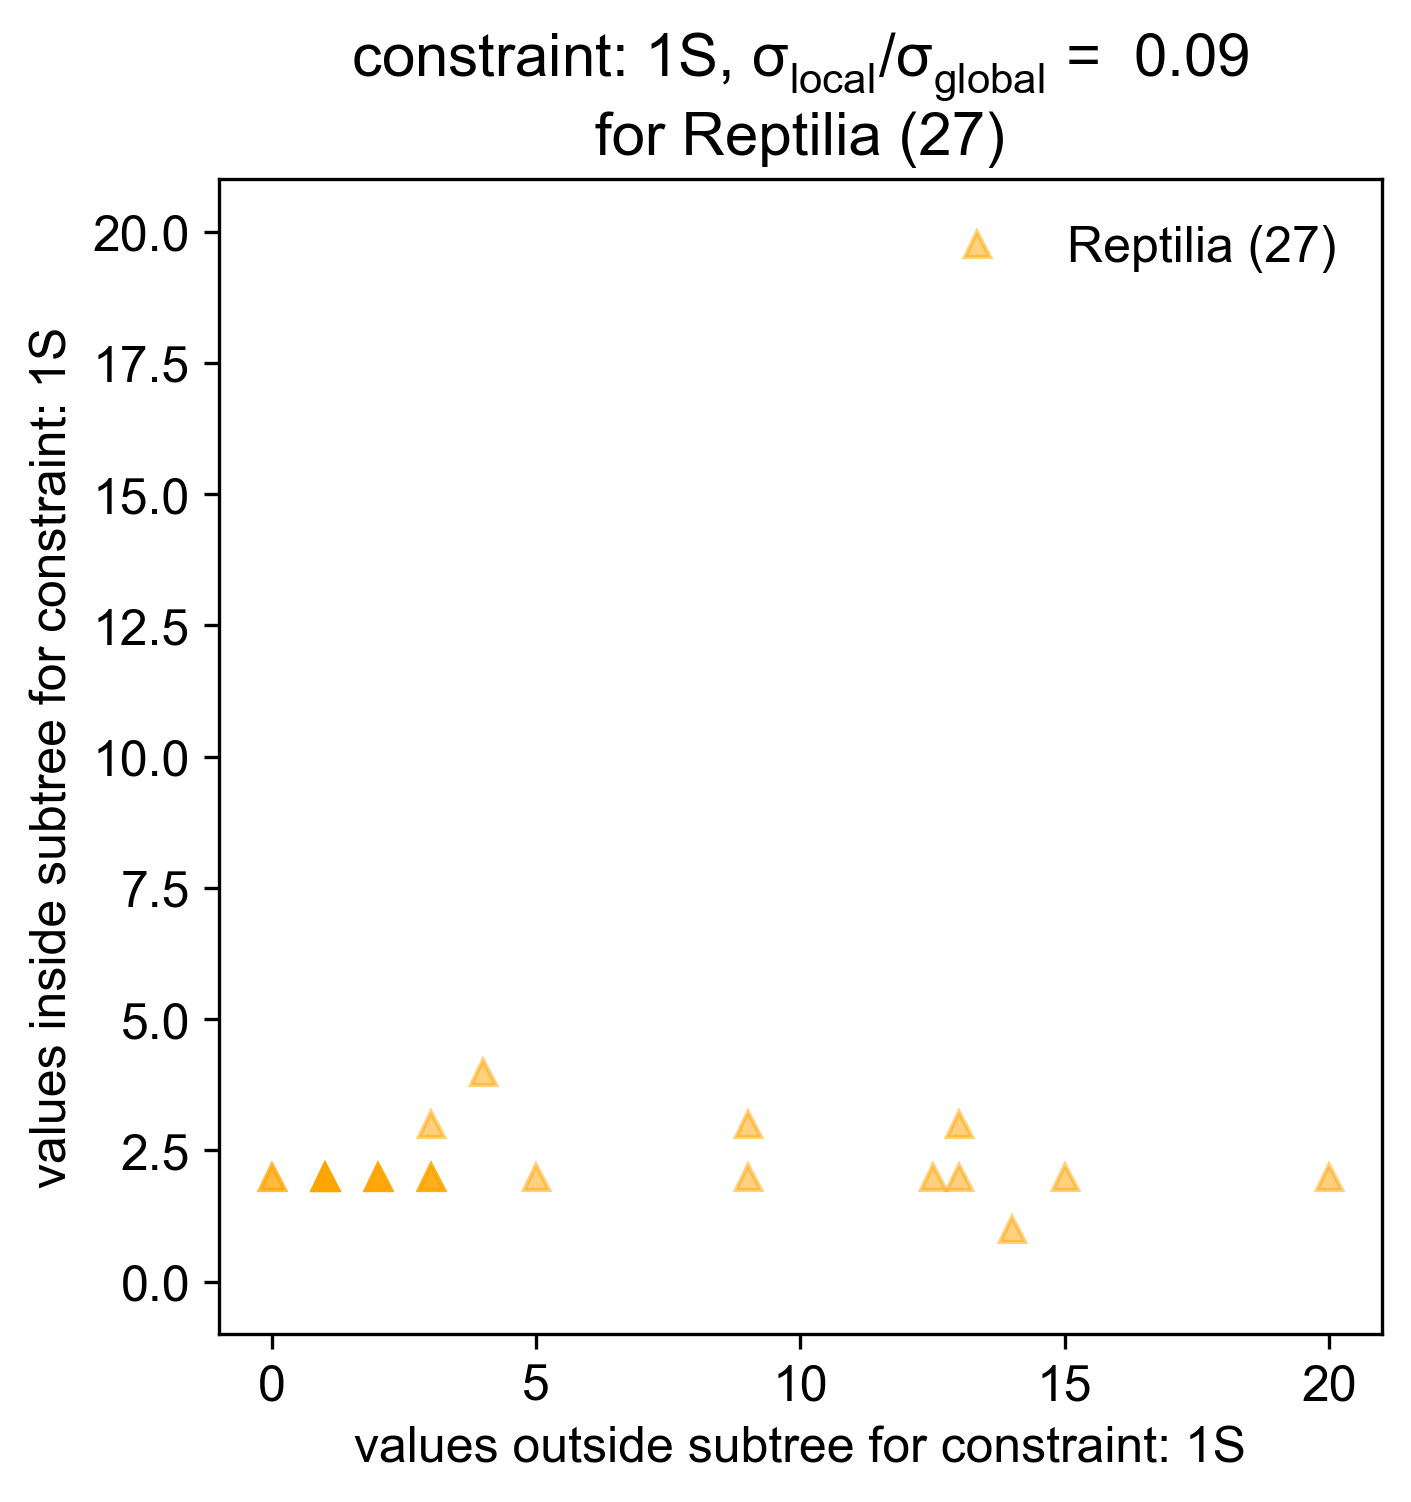 constraint: 1S, σlocal/σglobal = 0.09
for Reptilia (27)
Reptilia (27)
values inside subtree for constraint: 1S
20.0
17.5
15.0
12.5
10.0
7.5
5.0
2.5
0.0
0 5 10 15 20
values outside subtree for constraint: 1S